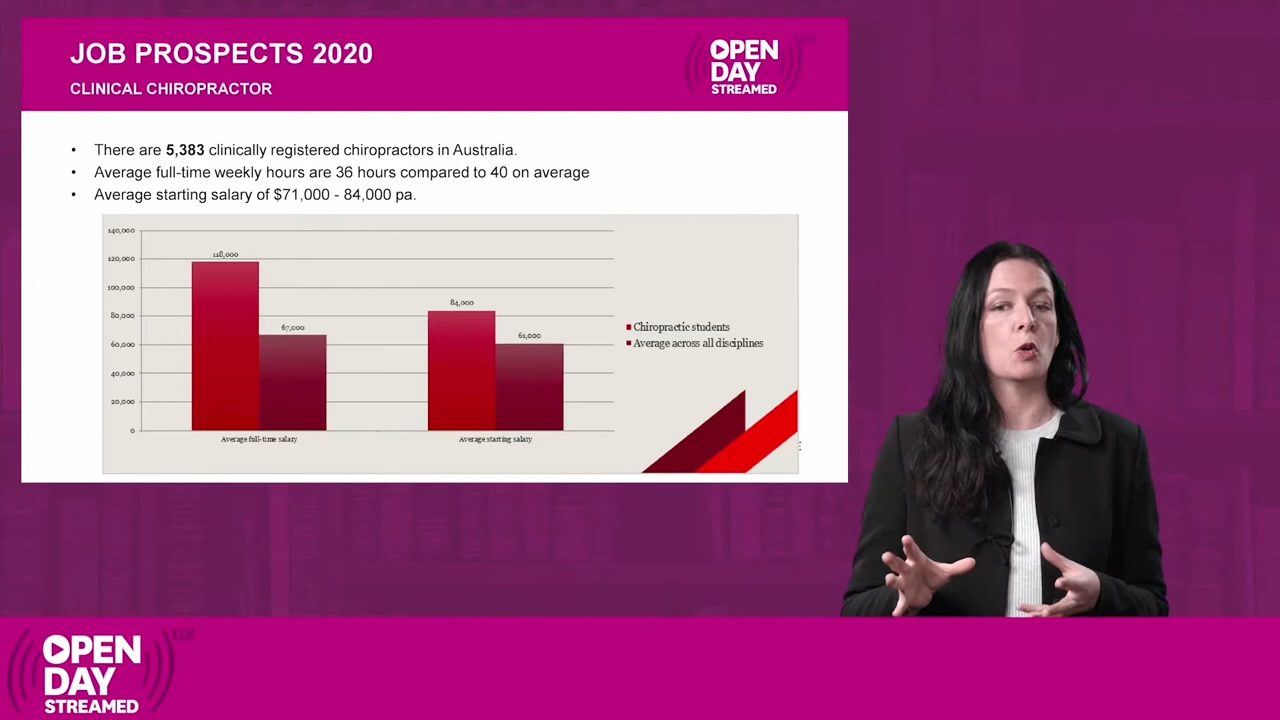 JOB PROSPECTS 2020
CLINICAL CHIROPRACTOR
OPEN
DAY
STREAMED
• There are 5,383 clinically registered chiropractors in Australia.
• Average full-time weekly hours are 36 hours compared to 40 on average
• Average starting salary of $71,000 - 84,000 pa.
140,000
120,000
100,000
80,000
60,000
40,000
20,000
0
118,000
67,000
84,000
61,000
Average full-time salary
Average starting salary
Chiropractic students
Average across all disciplines
OPEN
DAY
STREAMED
us